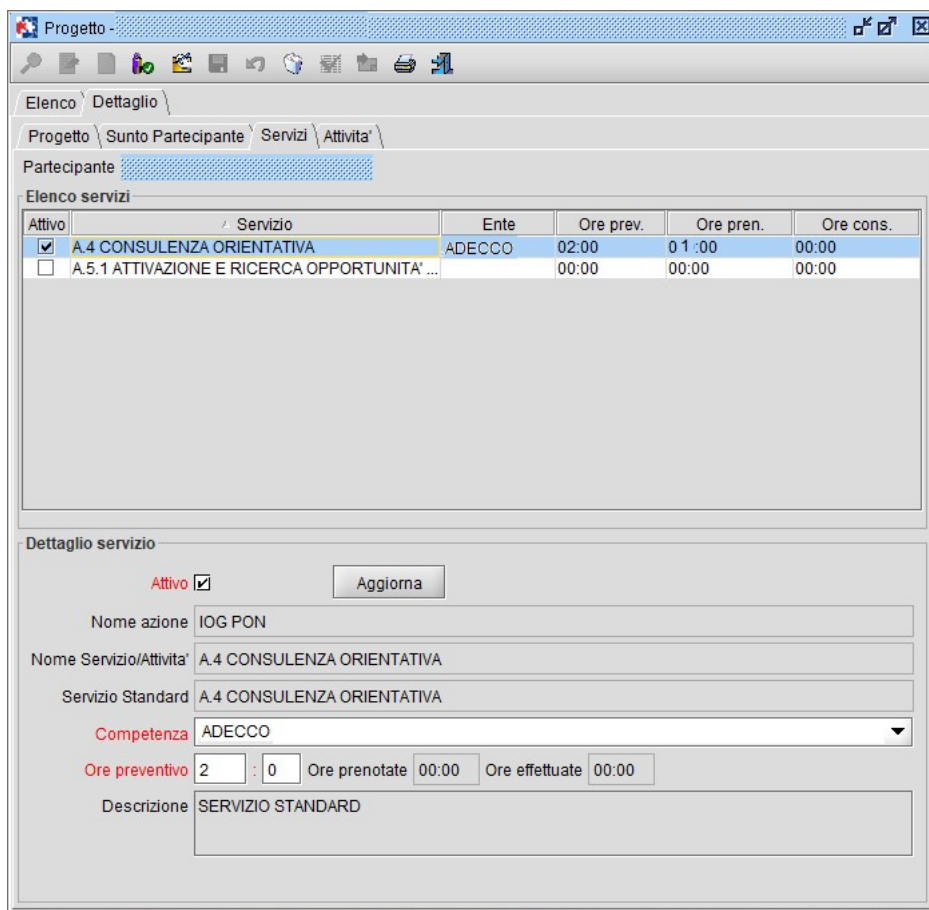 Progetto -
Elenco Dettaglio
Progetto Sunto Partecipante Servizi Attivita'
Partecipante
Elenco servizi
Attivo Servizio Ente Ore prev. Ore pren. Ore cons.
A.4 CONSULENZA ORIENTATIVA ADECCO 02:00 01:00 00:00
A.5.1 ATTIVAZIONE E RICERCA OPPORTUNITA' ... 00:00 00:00 00:00
Dettaglio servizio
Attivo Aggiorna
Nome azione IOG PON
Nome Servizio/Attivita' A.4 CONSULENZA ORIENTATIVA
Servizio Standard A.4 CONSULENZA ORIENTATIVA
Competenza ADECCO
Ore preventivo 2 : 0 Ore prenotate 00:00 Ore effettuate 00:00
Descrizione SERVIZIO STANDARD